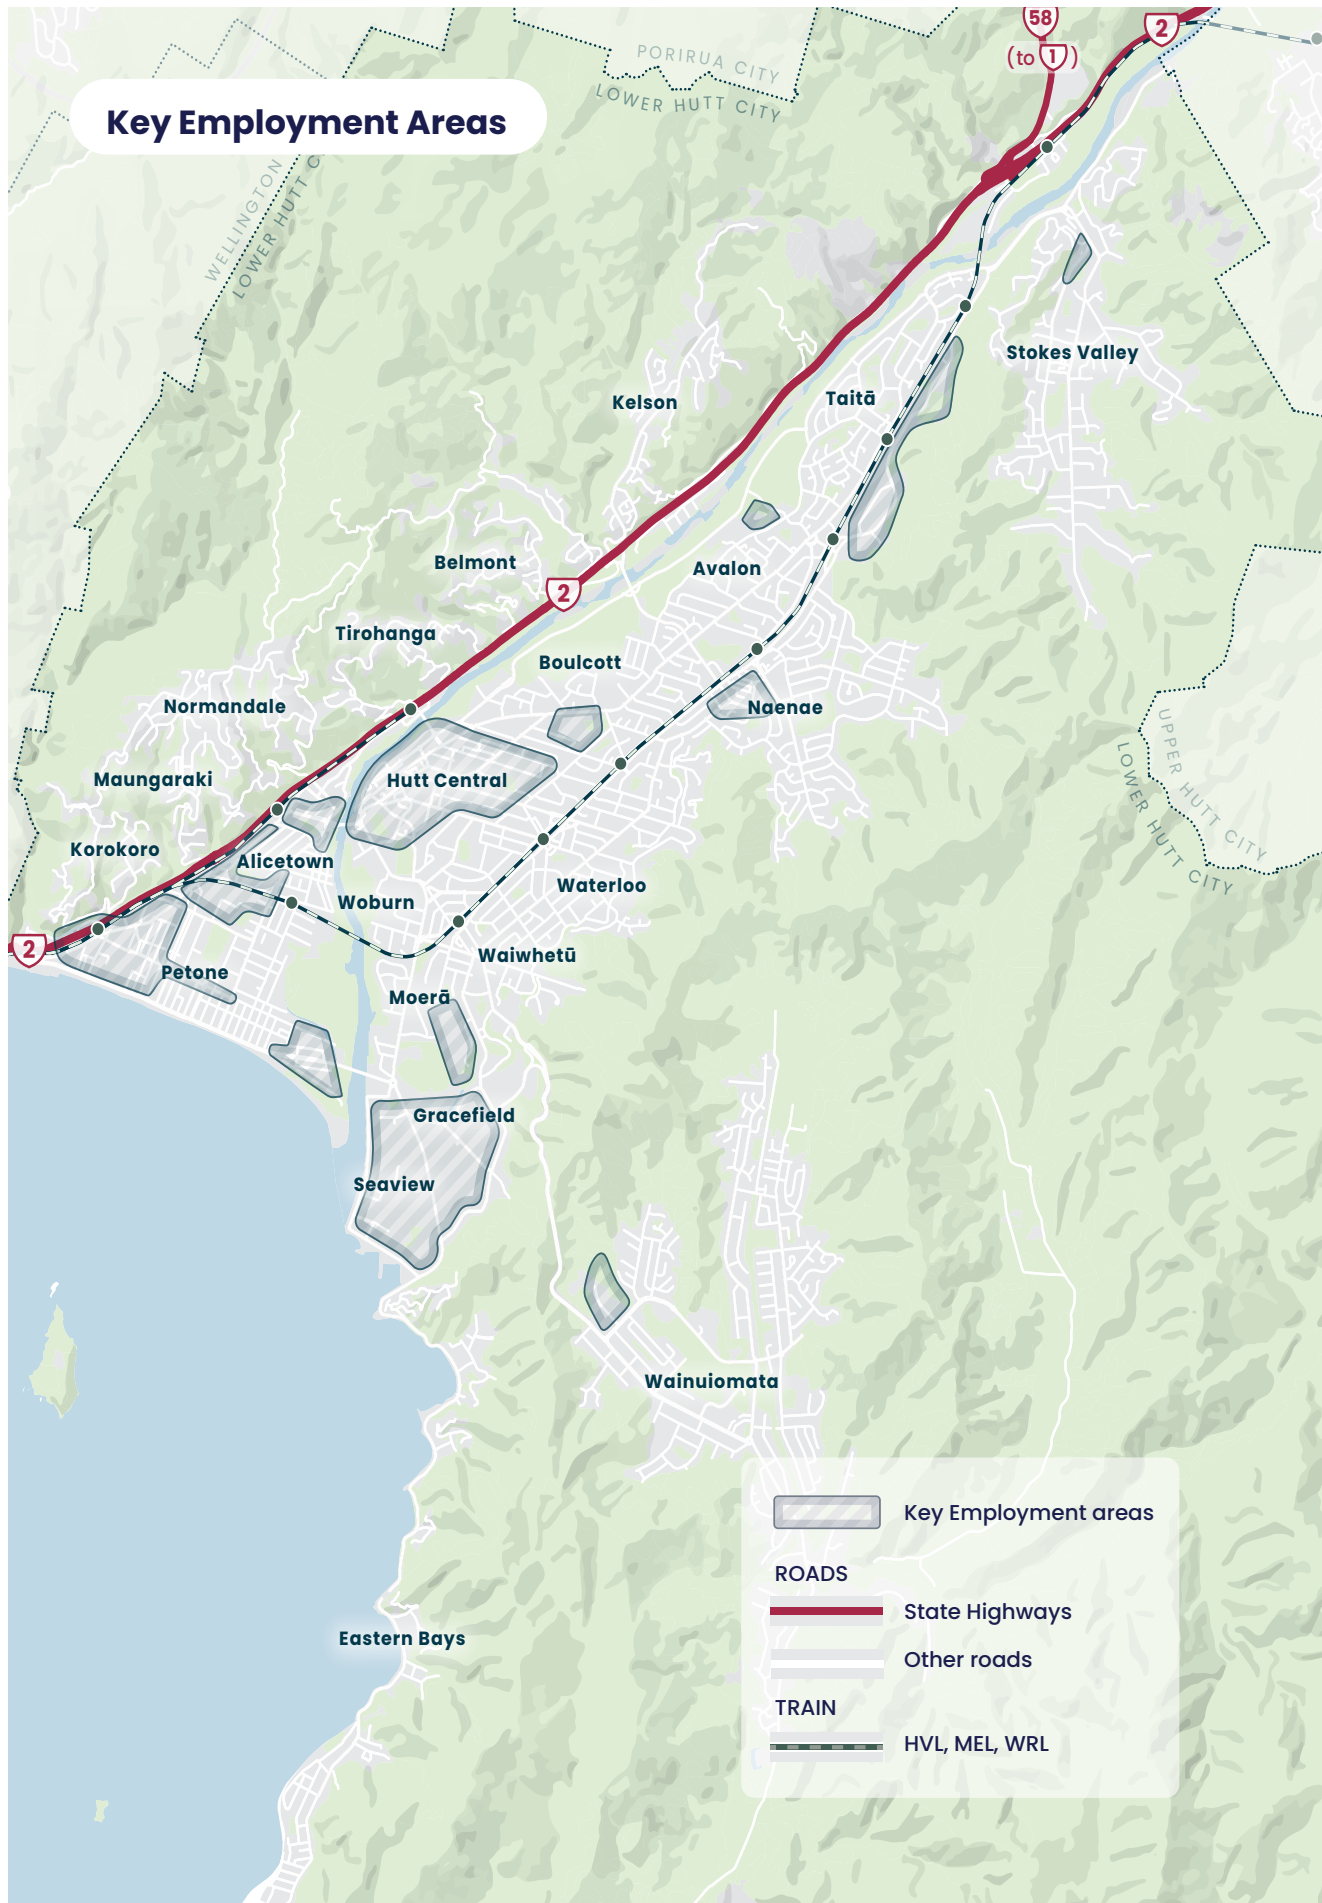 58
2
(to 1)
PORIRUA CITY
LOWER HUTT CITY
Key Employment Areas
WELLINGTON
LOWER HUTT C
Stokes Valley
Taitā
Kelson
Belmont
Avalon
2
Tirohanga
Boulcott
Normandale
Naenae
UPPER HUTT CITY
LOWER HUTT CITY
Maungaraki
Hutt Central
Korokoro
Alicetown
Waterloo
Woburn
2
Waiwhetū
Petone
Moerā
Gracefield
Seaview
Wainuiomata
Key Employment areas
ROADS
State Highways
Eastern Bays
Other roads
TRAIN
HVL, MEL, WRL